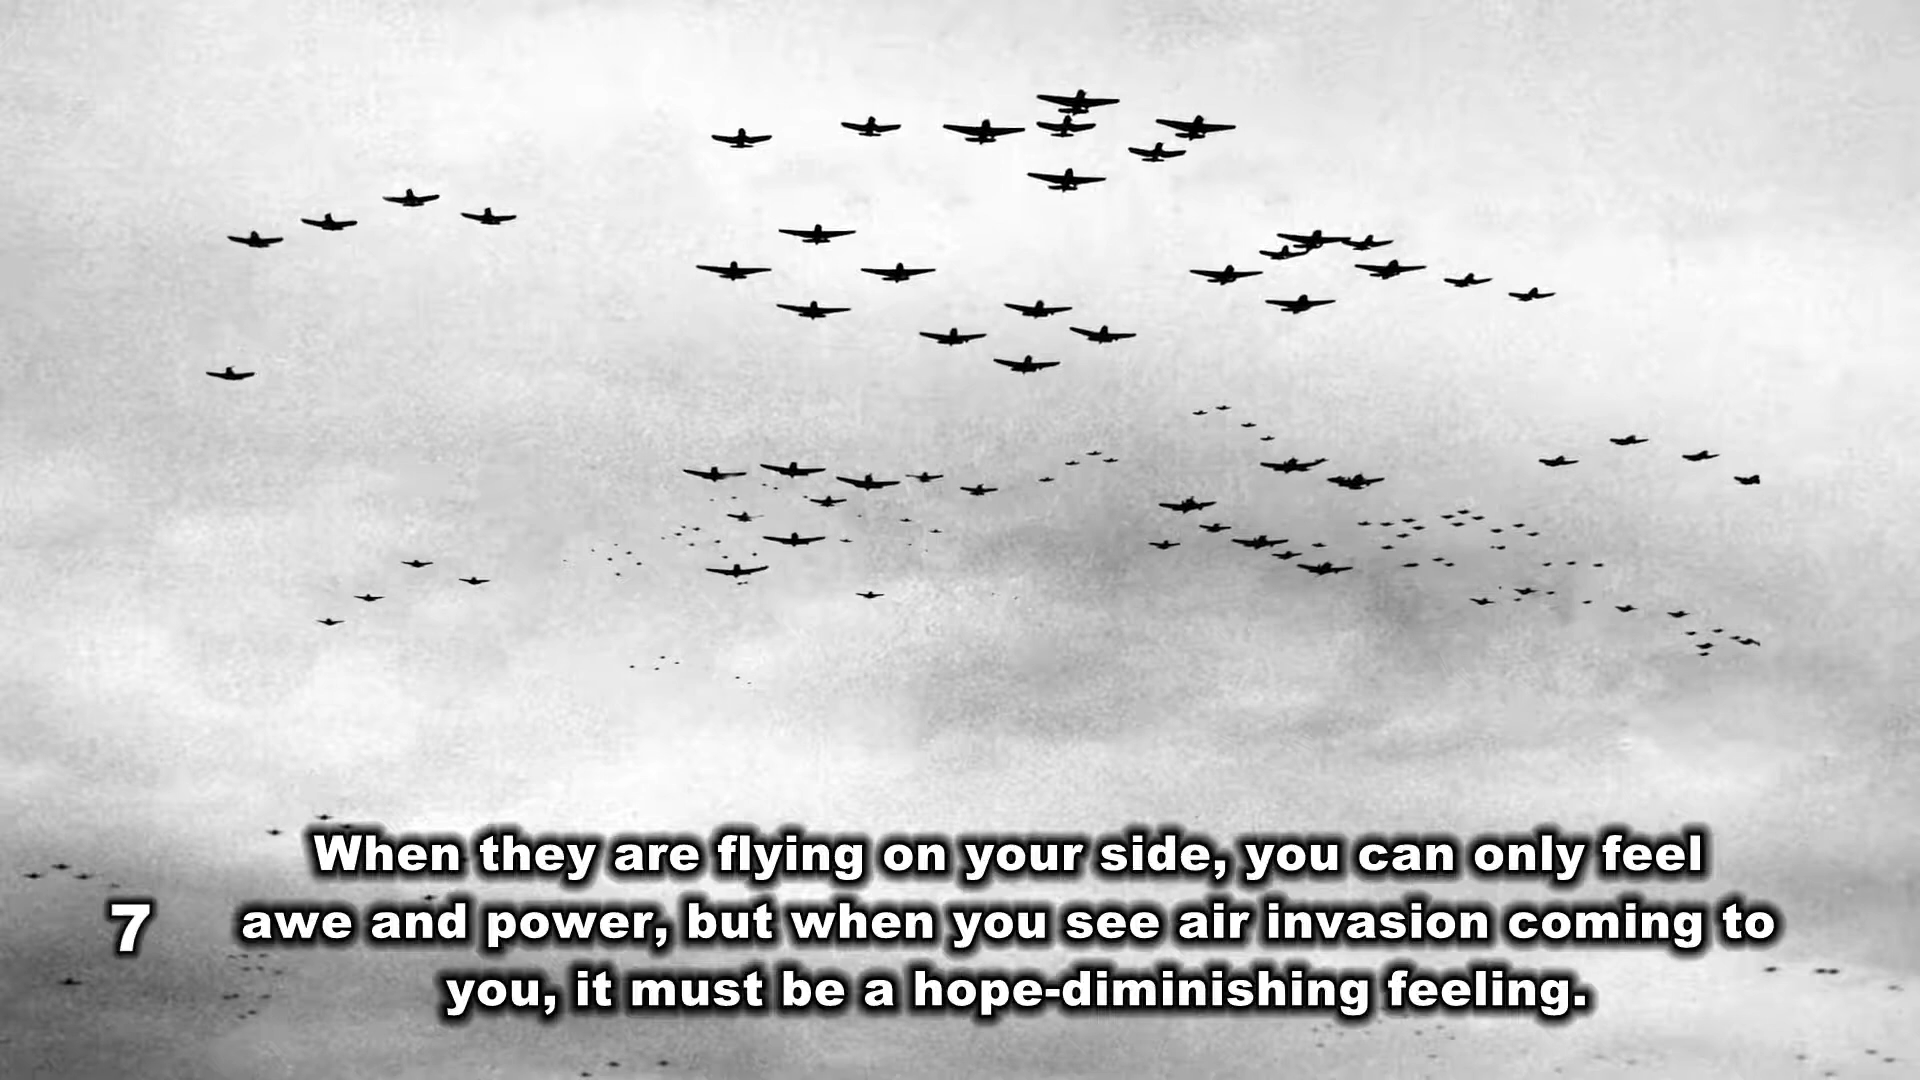 When they are flying on your side, you can only feel
7 awe and power, but when you see air invasion coming to
you, it must be a hope-diminishing feeling.